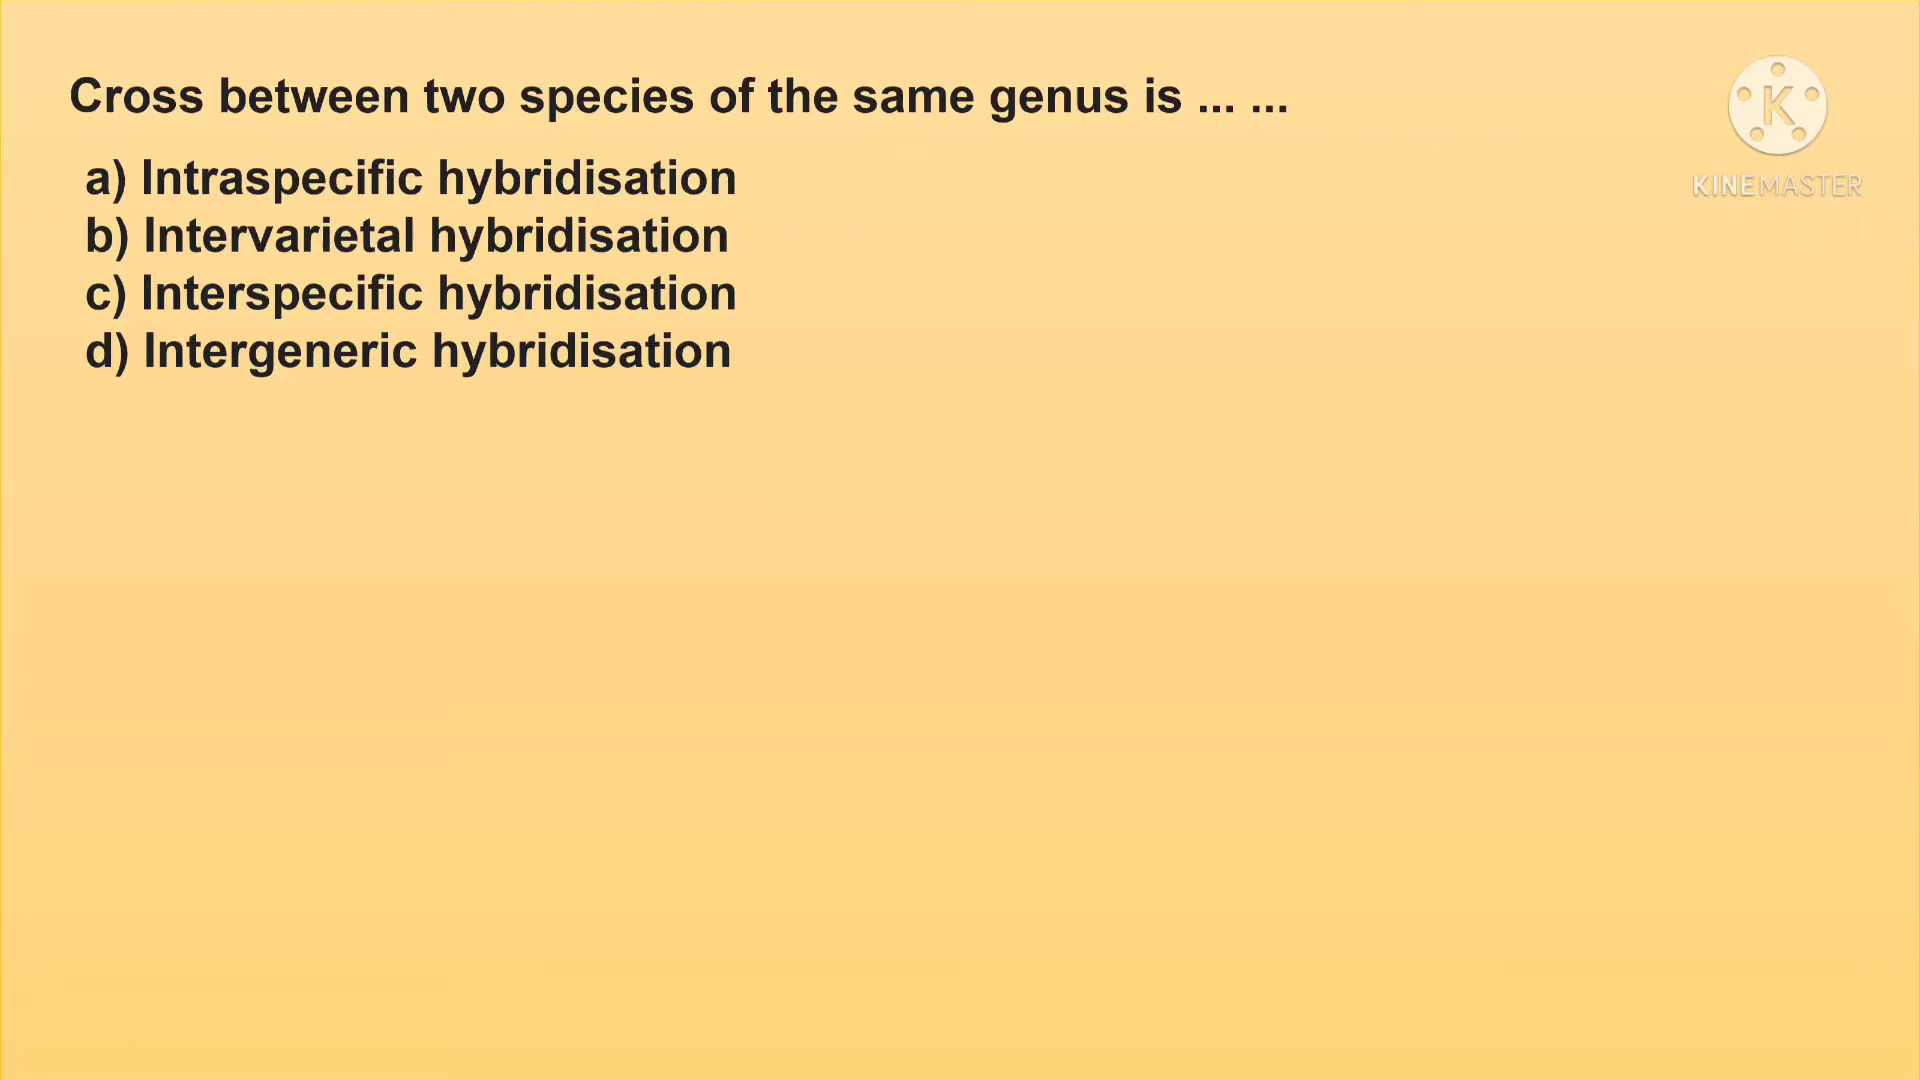 Cross between two species of the same genus is ... ...
a) Intraspecific hybridisation
b) Intervarietal hybridisation
c) Interspecific hybridisation
d) Intergeneric hybridisation
K
KINEMASTER